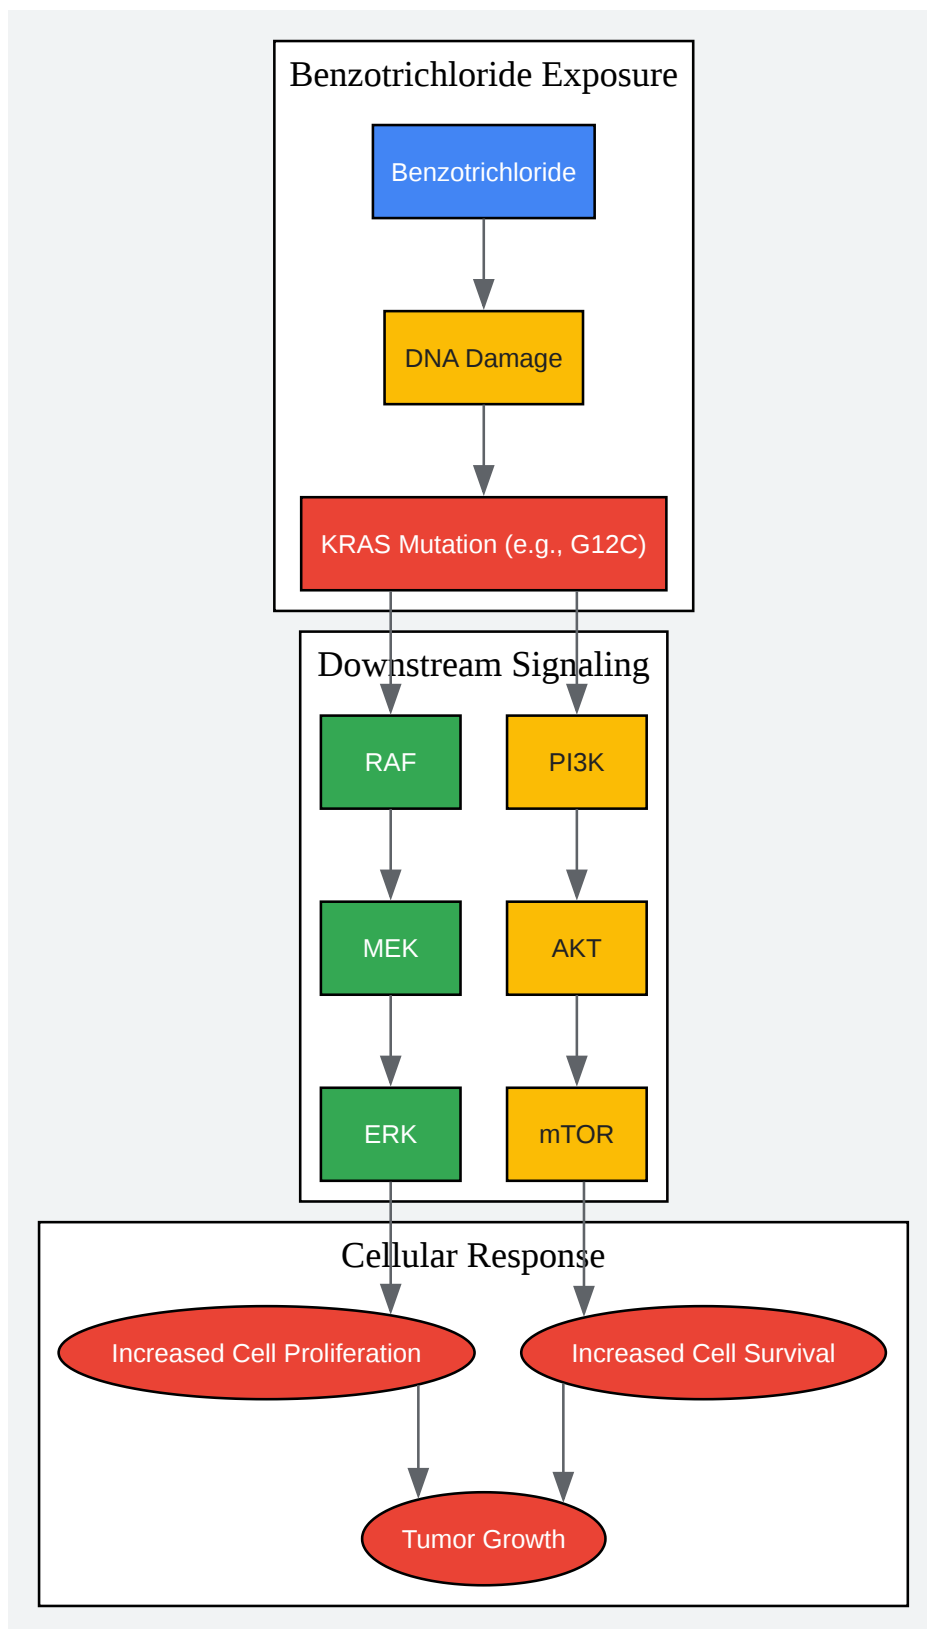 Benzotrichloride Exposure
Benzotrichloride
DNA Damage
KRAS Mutation (e.g., G12C)
Downstream Signaling
RAF
PI3K
MEK
AKT
ERK
mTOR
Cellular Response
Increased Cell Proliferation
Increased Cell Survival
Tumor Growth